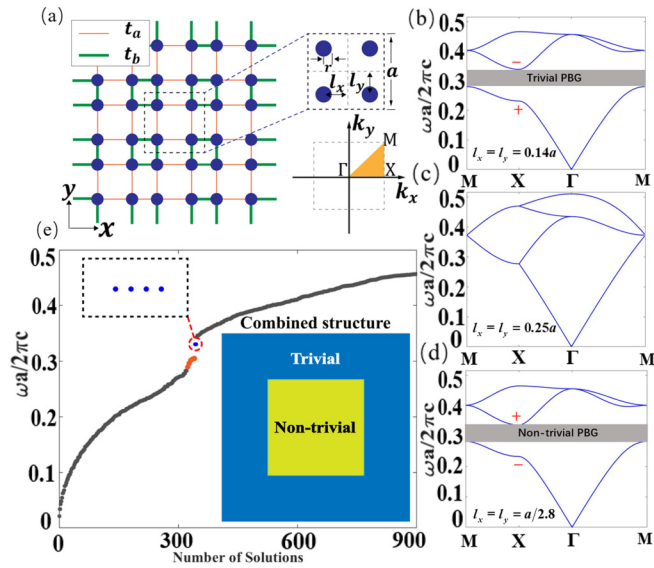 (a)
t_a
t_b
r
l_x
l_y
a
k_y
M
Γ
X
k_x
y
x
(b)
ωa/2πc
0.5
0.4
0.3
0.2
0.1
0
−
Trivial PBG
+
l_x = l_y = 0.14a
M X Γ M
(c)
ωa/2πc
0.5
0.4
0.3
0.2
0.1
0
l_x = l_y = 0.25a
M X Γ M
(d)
ωa/2πc
0.5
0.4
0.3
0.2
0.1
0
+
Non-trivial PBG
−
l_x = l_y = a/2.8
M X Γ M
(e)
ωa/2πc
0.5
0.4
0.3
0.2
0.1
0
Combined structure
Trivial
Non-trivial
0 300 600 900
Number of Solutions